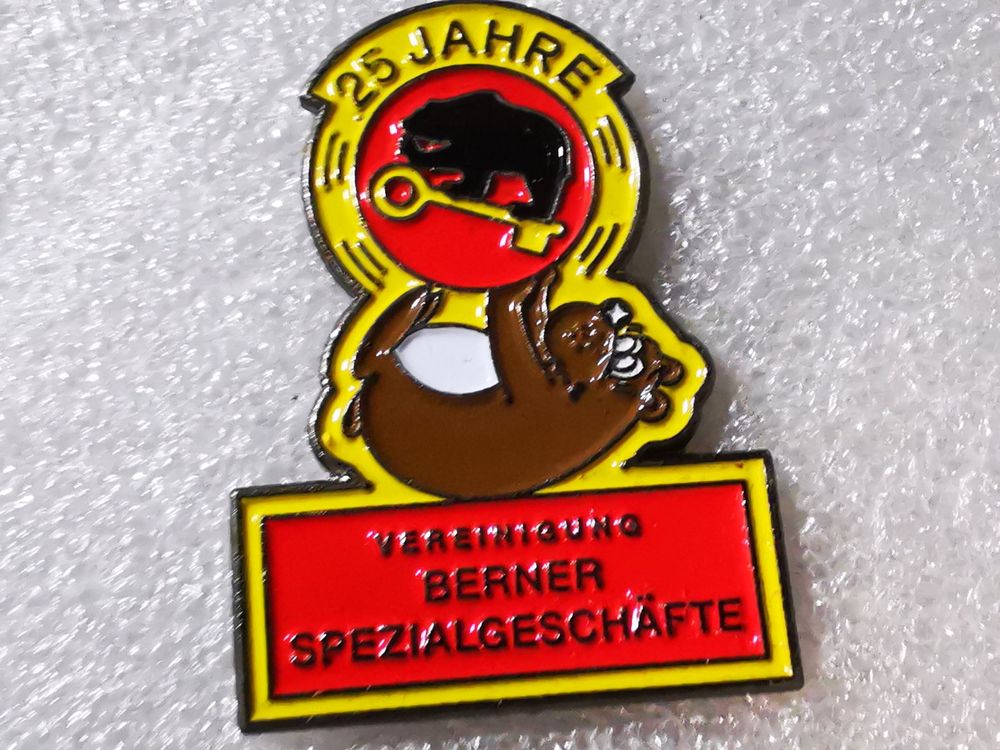 25 JAHRE
VEREINIGUNG
BERNER
SPEZIALGESCHÄFTE